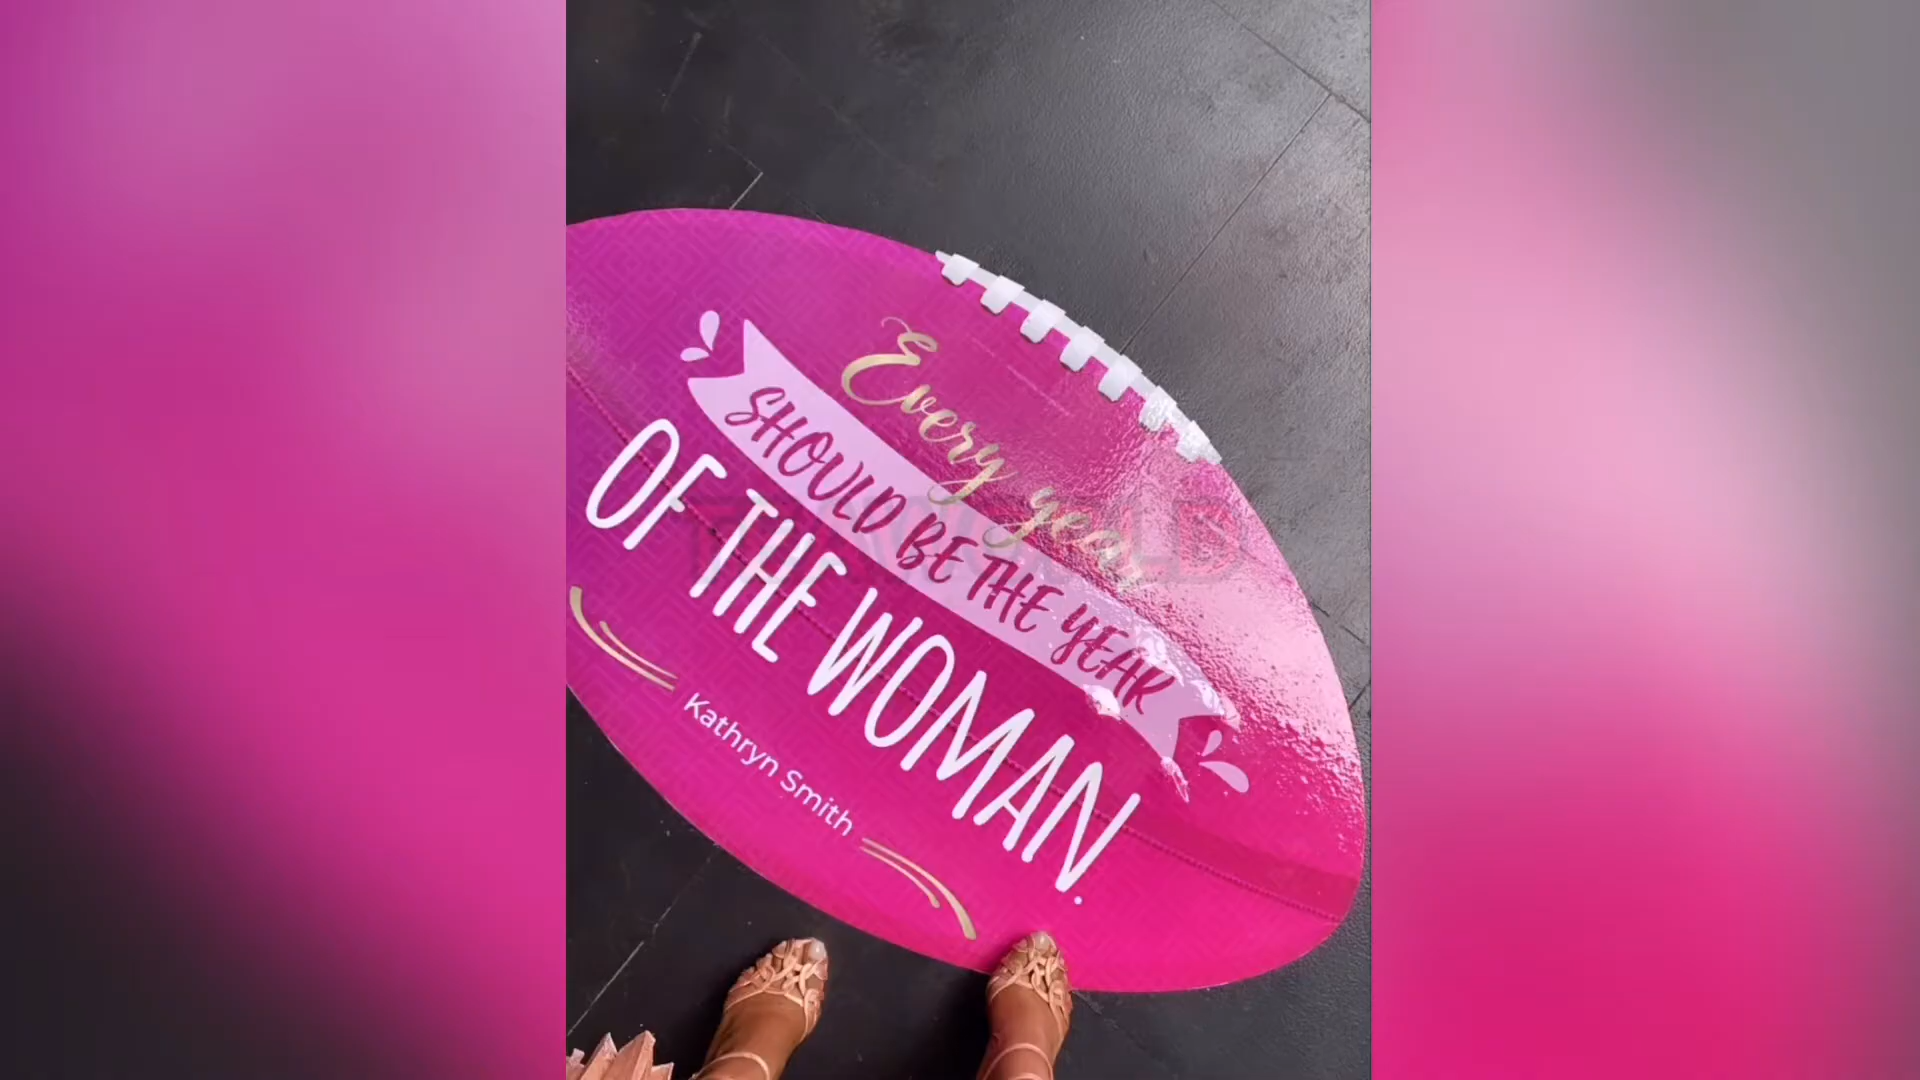 Every year
SHOULD BE THE YEAR
OF THE WOMAN.
Kathryn Smith